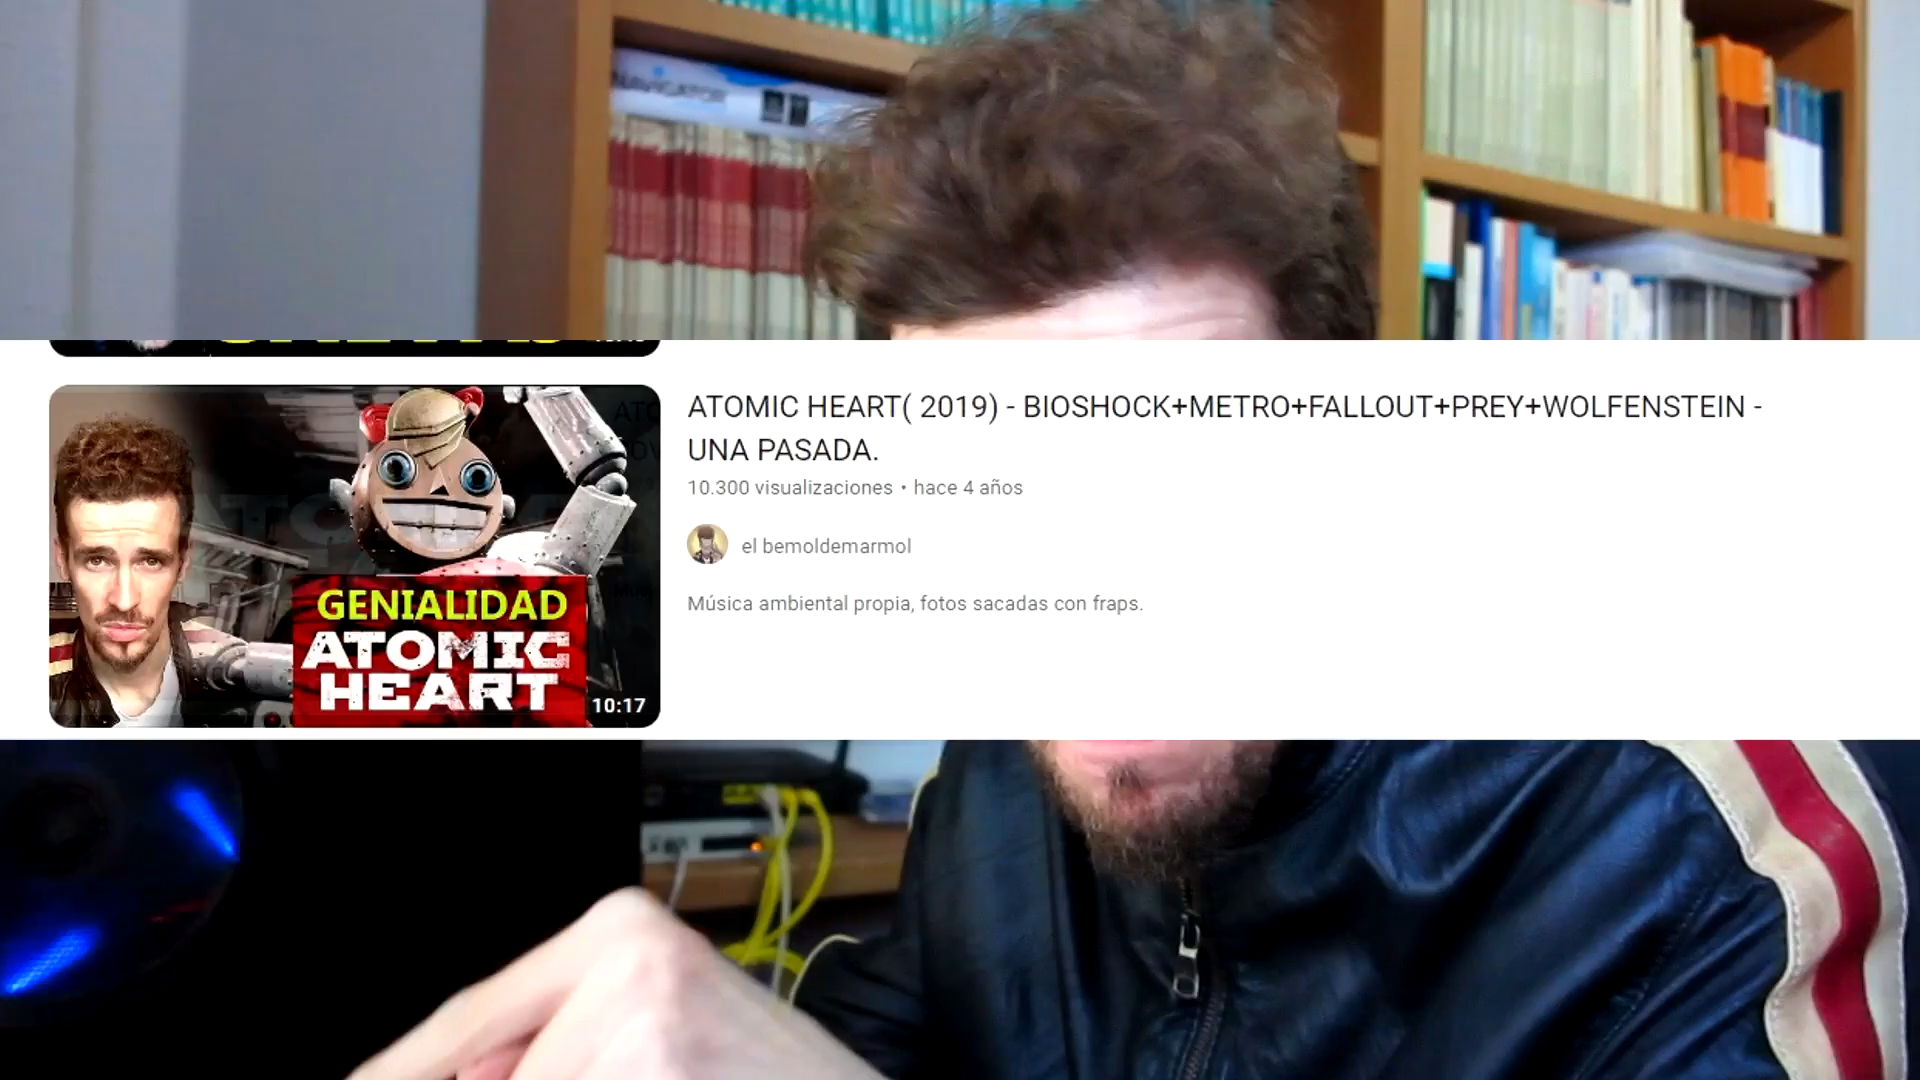 NAVIGATOR
ATOMIC HEART( 2019) - BIOSHOCK+METRO+FALLOUT+PREY+WOLFENSTEIN -
UNA PASADA.
10.300 visualizaciones • hace 4 años
el bemoldemarmol
Música ambiental propia, fotos sacadas con fraps.
GENIALIDAD
ATOMIC
HEART
10:17